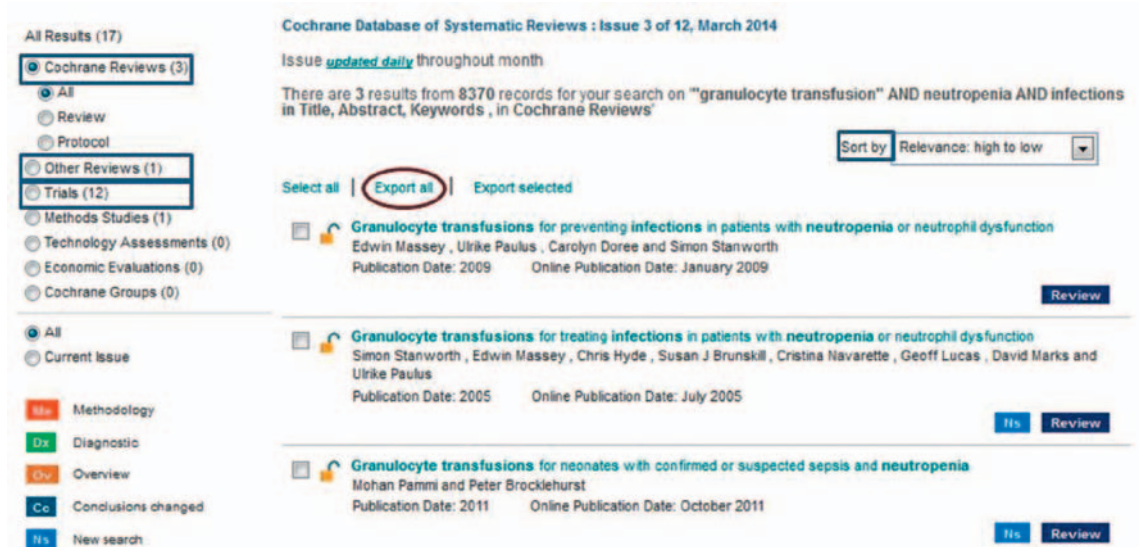 All Results (17)
Cochrane Reviews (3)
All
Review
Protocol
Other Reviews (1)
Trials (12)
Methods Studies (1)
Technology Assessments (0)
Economic Evaluations (0)
Cochrane Groups (0)
All
Current Issue
Me Methodology
Dx Diagnostic
Ov Overview
Cc Conclusions changed
Ns New search
Cochrane Database of Systematic Reviews : Issue 3 of 12, March 2014
Issue updated daily throughout month
There are 3 results from 8370 records for your search on '"granulocyte transfusion" AND neutropenia AND infections
in Title, Abstract, Keywords , in Cochrane Reviews'
Sort by Relevance: high to low
Select all | Export all | Export selected
Granulocyte transfusions for preventing infections in patients with neutropenia or neutrophil dysfunction
Edwin Massey , Ulrike Paulus , Carolyn Doree and Simon Stanworth
Publication Date: 2009 Online Publication Date: January 2009
Review
Granulocyte transfusions for treating infections in patients with neutropenia or neutrophil dysfunction
Simon Stanworth , Edwin Massey , Chris Hyde , Susan J Brunskill , Cristina Navarette , Geoff Lucas , David Marks and
Ulrike Paulus
Publication Date: 2005 Online Publication Date: July 2005
Ns Review
Granulocyte transfusions for neonates with confirmed or suspected sepsis and neutropenia
Mohan Pammi and Peter Brocklehurst
Publication Date: 2011 Online Publication Date: October 2011
Ns Review